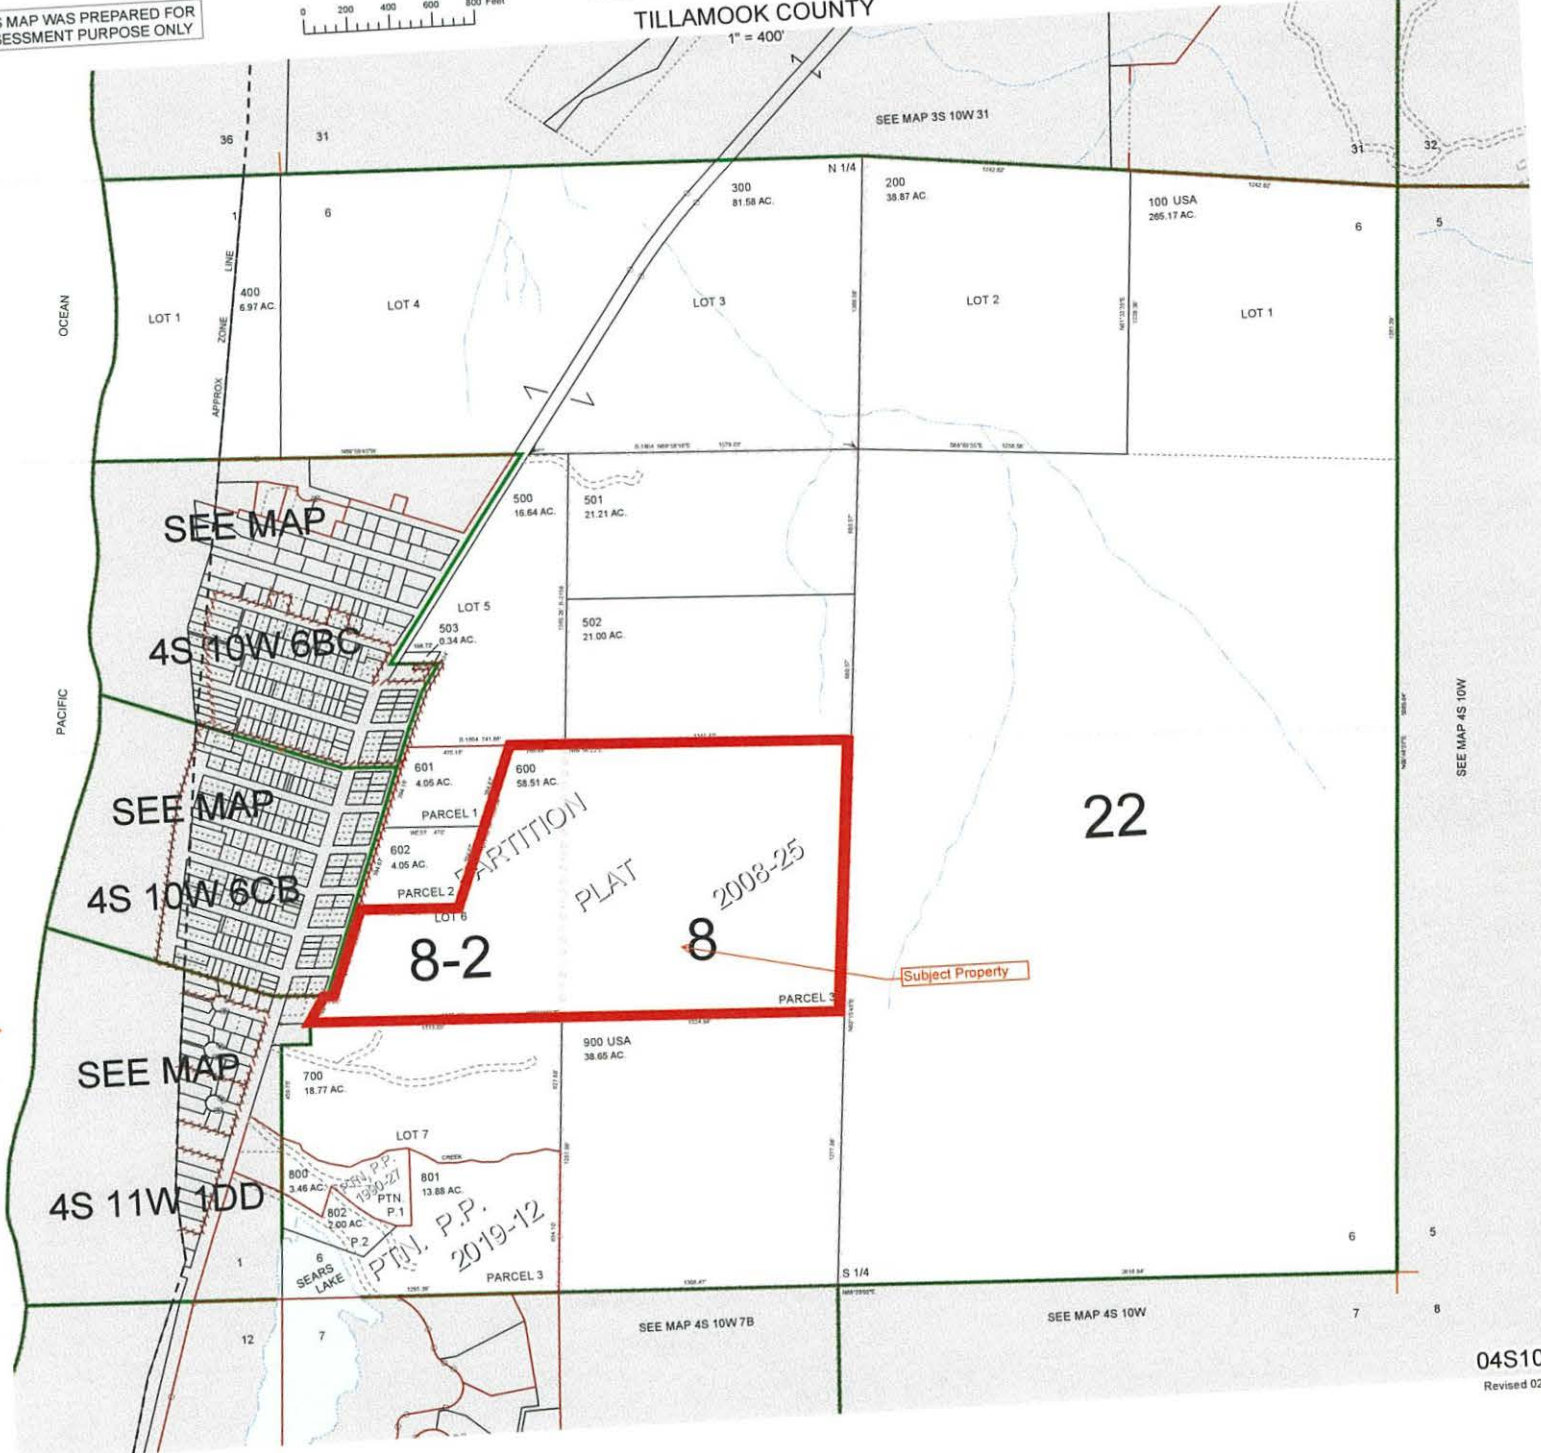 S MAP WAS PREPARED FOR
SESSMENT PURPOSE ONLY
0 200 400 600 800 Feet
TILLAMOOK COUNTY
1" = 400'
SEE MAP 3S 10W 31
36
31
31
32
N 1/4
300
81.58 AC.
200
38.87 AC.
100 USA
265.17 AC.
1
6
6
5
OCEAN
LOT 1
APPROX ZONE LINE
400
6.97 AC.
LOT 4
LOT 3
LOT 2
LOT 1
SEE MAP
4S 10W 6BC
500
16.64 AC.
501
21.21 AC.
LOT 5
503
0.34 AC.
502
21.00 AC.
PACIFIC
SEE MAP 4S 10W
SEE MAP
4S 10W 6CB
601
4.05 AC.
PARCEL 1
WEST 470'
602
4.05 AC.
PARCEL 2
600
58.51 AC.
PARTITION
PLAT
2008-25
22
LOT 6
8-2
8
Subject Property
PARCEL 3
SEE MAP
4S 11W 1DD
700
18.77 AC.
900 USA
38.65 AC.
LOT 7
CREEK
800
3.46 AC.
PTN. P.P.
1990-27
PTN.
P.1
801
13.88 AC.
802
2.00 AC.
P.2
PTN. P.P.
2019-12
PARCEL 3
1
6
SEARS
LAKE
S 1/4
6
5
12
7
SEE MAP 4S 10W 7B
SEE MAP 4S 10W
7
8
04S10
Revised 02